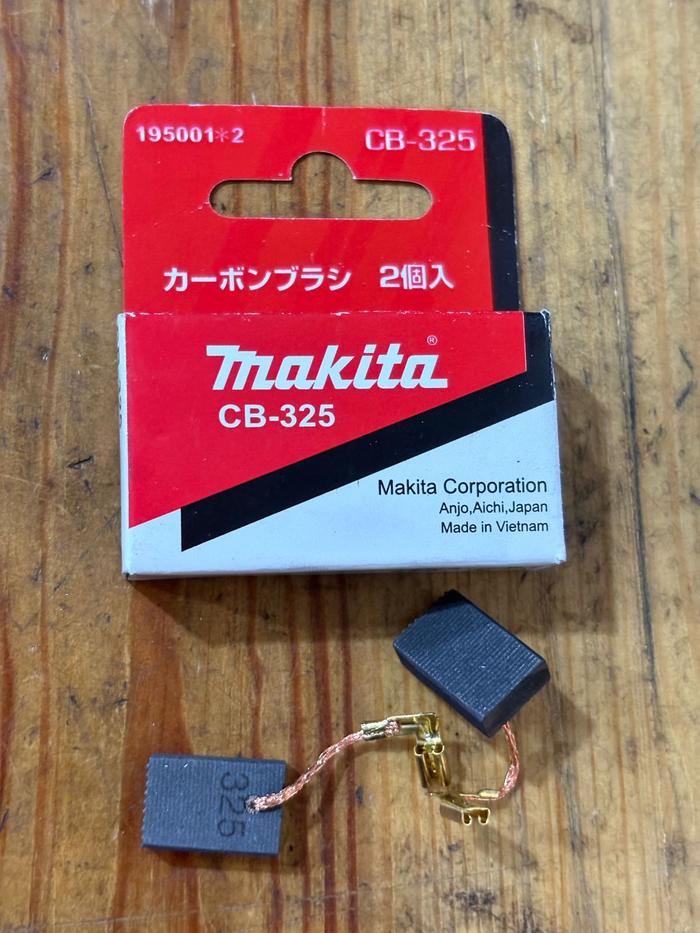 195001*2 CB-325
カーボンブラシ 2個入
makita®
CB-325
Makita Corporation
Anjo,Aichi,Japan
Made in Vietnam
325